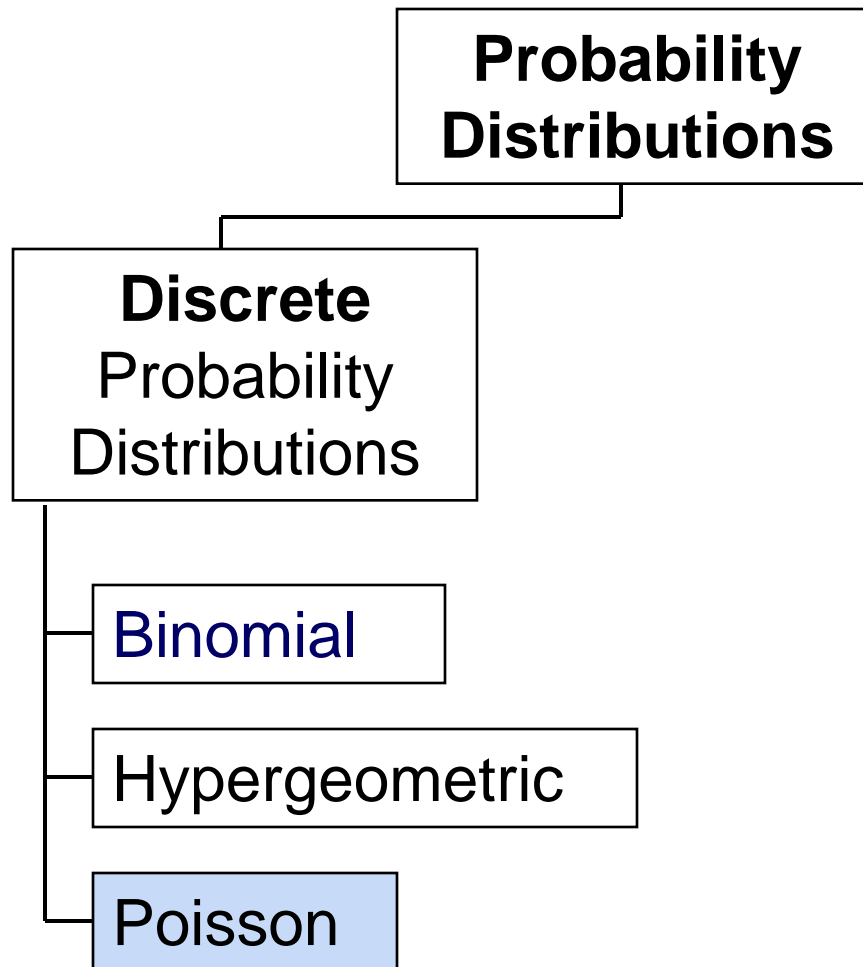 Probability
Distributions
Discrete
Probability
Distributions
Binomial
Hypergeometric
Poisson